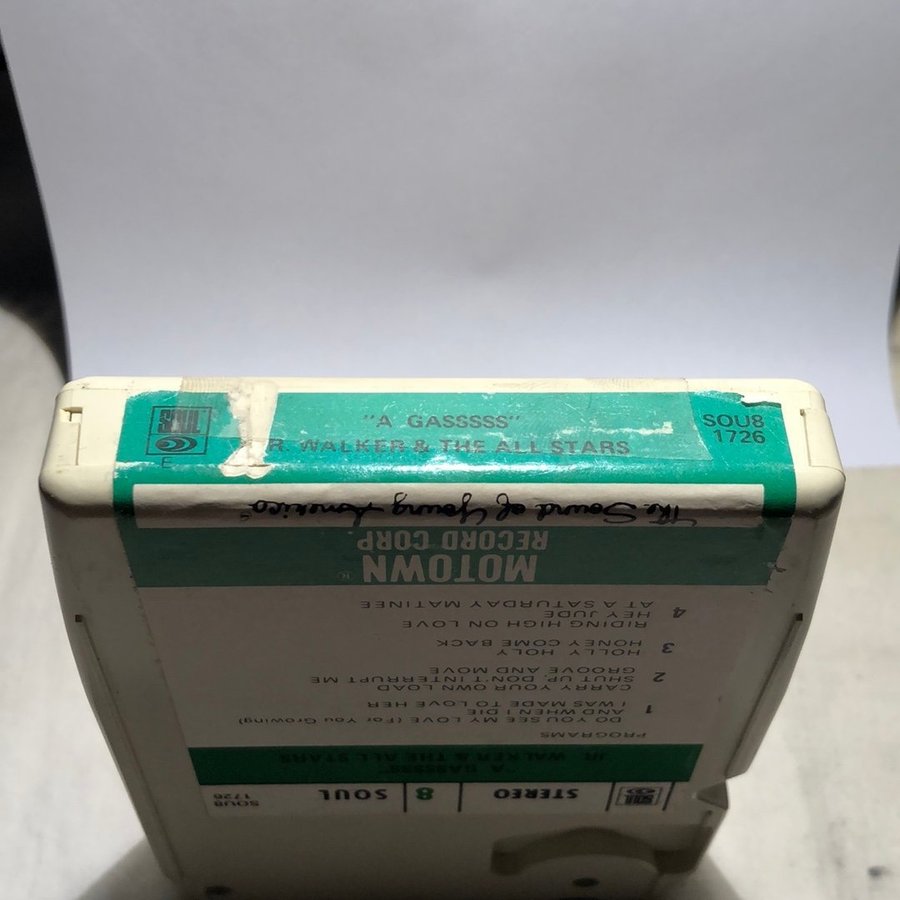 SOUL
"A GASSSSS"
R. WALKER & THE ALL STARS
SOU8
1726
The Sound of Young America
MOTOWN
RECORD CORP.
SOUL
STEREO
8
SOUL
SOU8
1726
"A GASSSSS"
JR. WALKER & THE ALL STARS
PROGRAMS
1
DO YOU SEE MY LOVE (For You Growing)
AND WHEN I DIE
I WAS MADE TO LOVE HER
2
CARRY YOUR OWN LOAD
SHUT UP, DON'T INTERRUPT ME
GROOVE AND MOVE
3
HOLLY HOLY
HONEY COME BACK
4
RIDING HIGH ON LOVE
HEY JUDE
AT A SATURDAY MATINEE